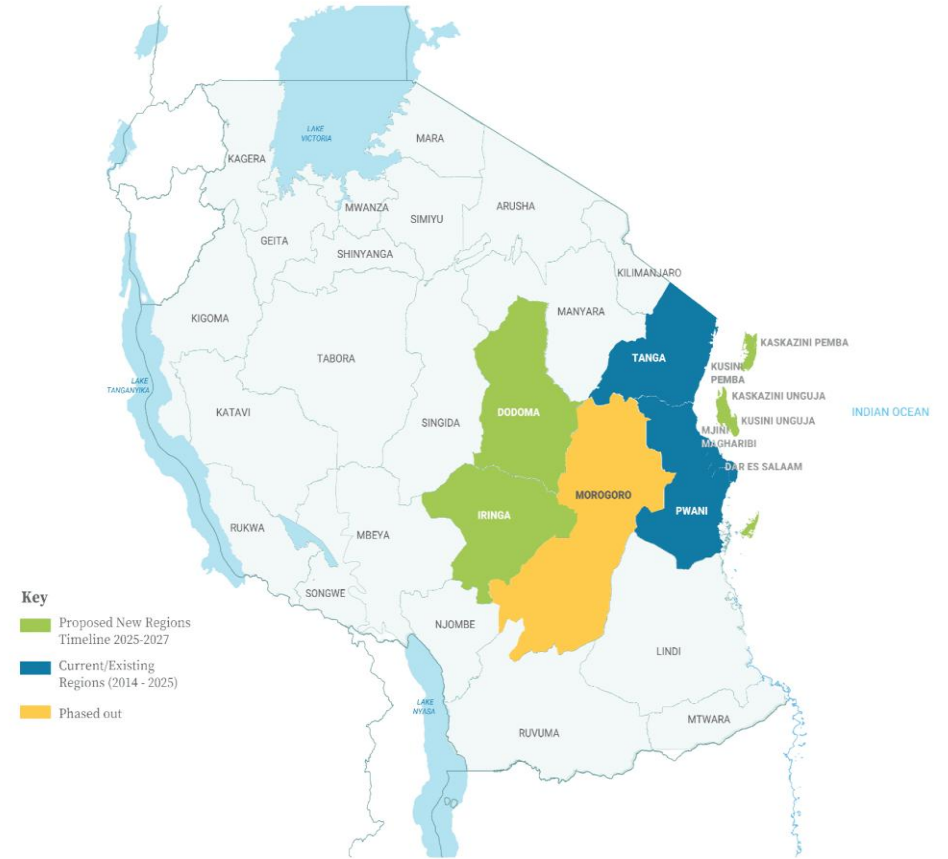 LAKE
VICTORIA
MARA
KAGERA
MWANZA
SIMIYU
ARUSHA
GEITA
SHINYANGA
KILIMANJARO
KIGOMA
MANYARA
TABORA
TANGA
KASKAZINI PEMBA
KUSINI
PEMBA
LAKE
TANGANYIKA
KATAVI
SINGIDA
DODOMA
KASKAZINI UNGUJA
INDIAN OCEAN
KUSINI UNGUJA
MJINI
MAGHARIBI
DAR ES SALAAM
MOROGORO
IRINGA
PWANI
RUKWA
MBEYA
SONGWE
NJOMBE
LINDI
LAKE
NYASA
MTWARA
RUVUMA
Key
Proposed New Regions
Timeline 2025-2027
Current/Existing
Regions (2014 - 2025)
Phased out